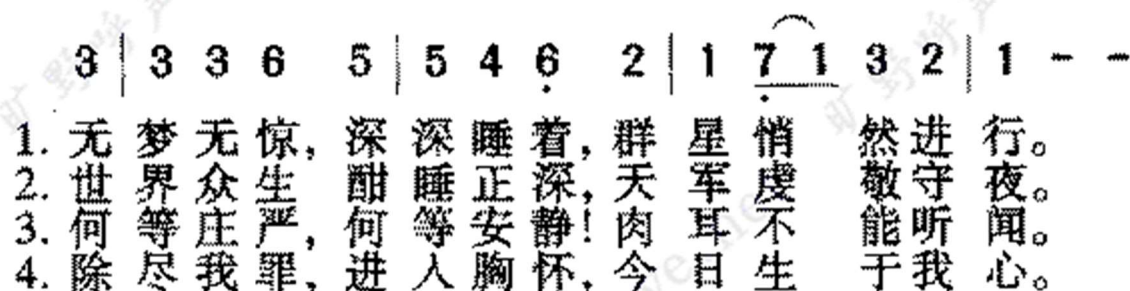 3 | 3 3 6 5 | 5 4 6̣ 2 | 1 7̣ 1 3 2 | 1 - -
1. 无梦无惊，深深睡着，群星悄然进行。
2. 世界众生酣睡正深，天军虔敬守夜。
3. 何等庄严，何等安静！肉耳不能听闻。
4. 除尽我罪，进入胸怀，今日生于我心。